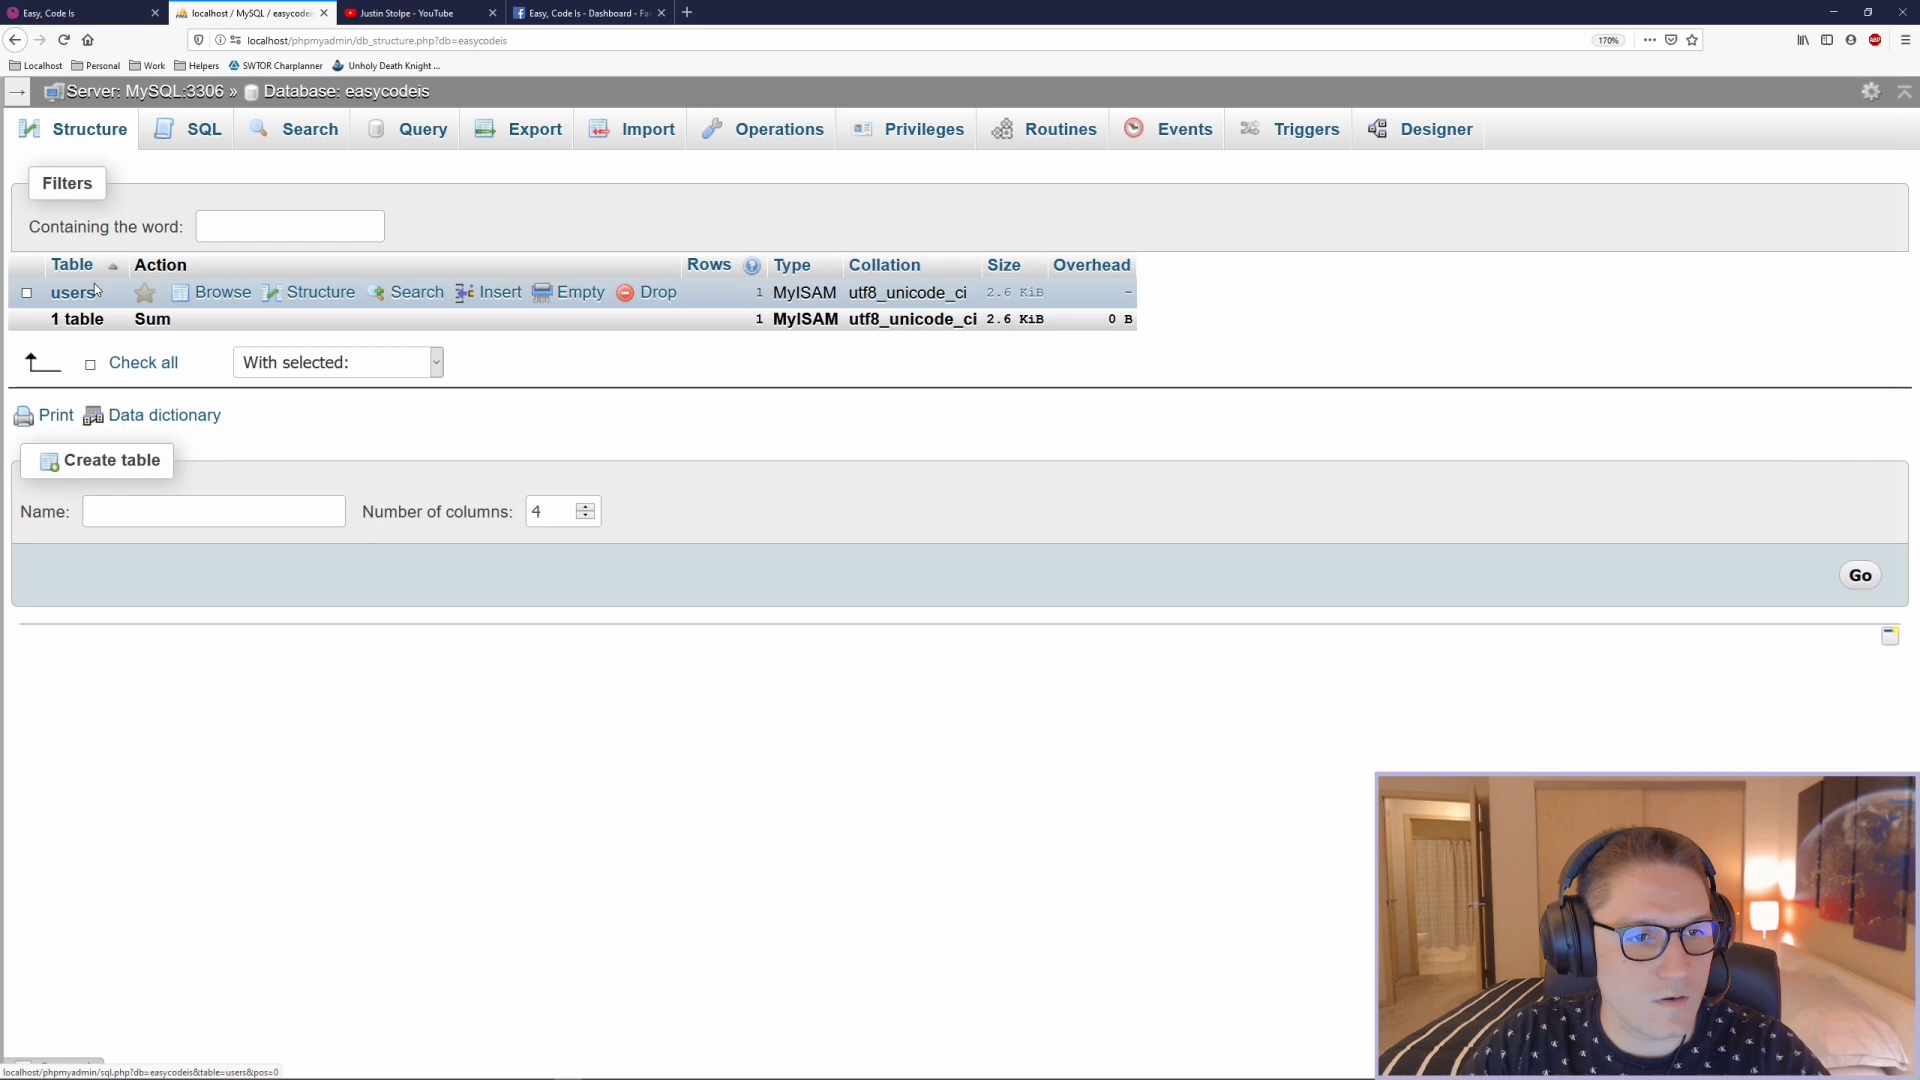 Easy, Code Is
localhost / MySQL / easycodeis
Justin Stolpe - YouTube
Easy, Code Is - Dashboard - Fac
localhost/phpmyadmin/db_structure.php?db=easycodeis
170%
ABP
Localhost Personal Work Helpers SWTOR Charplanner Unholy Death Knight ...
Server: MySQL:3306 » Database: easycodeis
Structure SQL Search Query Export Import Operations Privileges Routines Events Triggers Designer
Filters
Containing the word:
Table Action Rows Type Collation Size Overhead
users Browse Structure Search Insert Empty Drop 1 MyISAM utf8_unicode_ci 2.6 KiB -
1 table Sum 1 MyISAM utf8_unicode_ci 2.6 KiB 0 B
Check all With selected:
Print Data dictionary
Create table
Name: Number of columns: 4
Go
localhost/phpmyadmin/sql.php?db=easycodeis&table=users&pos=0